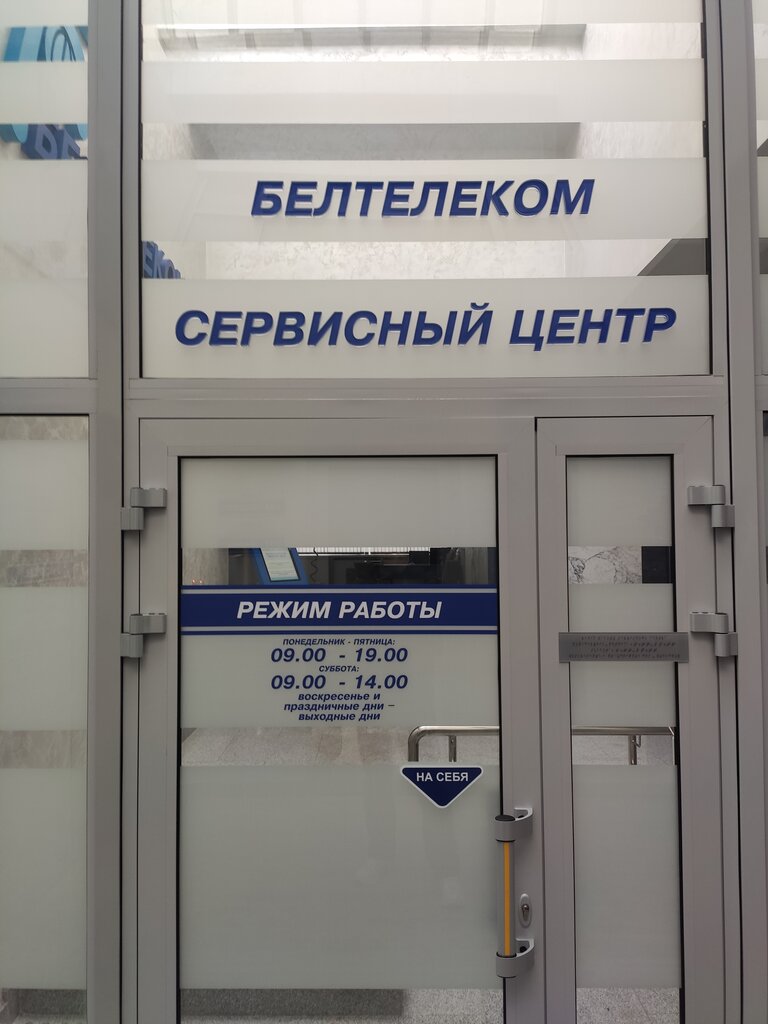 БЕЛТЕЛЕКОМ
СЕРВИСНЫЙ ЦЕНТР
РЕЖИМ РАБОТЫ
ПОНЕДЕЛЬНИК - ПЯТНИЦА:
09.00 - 19.00
СУББОТА:
09.00 - 14.00
воскресенье и
праздничные дни –
выходные дни
НА СЕБЯ